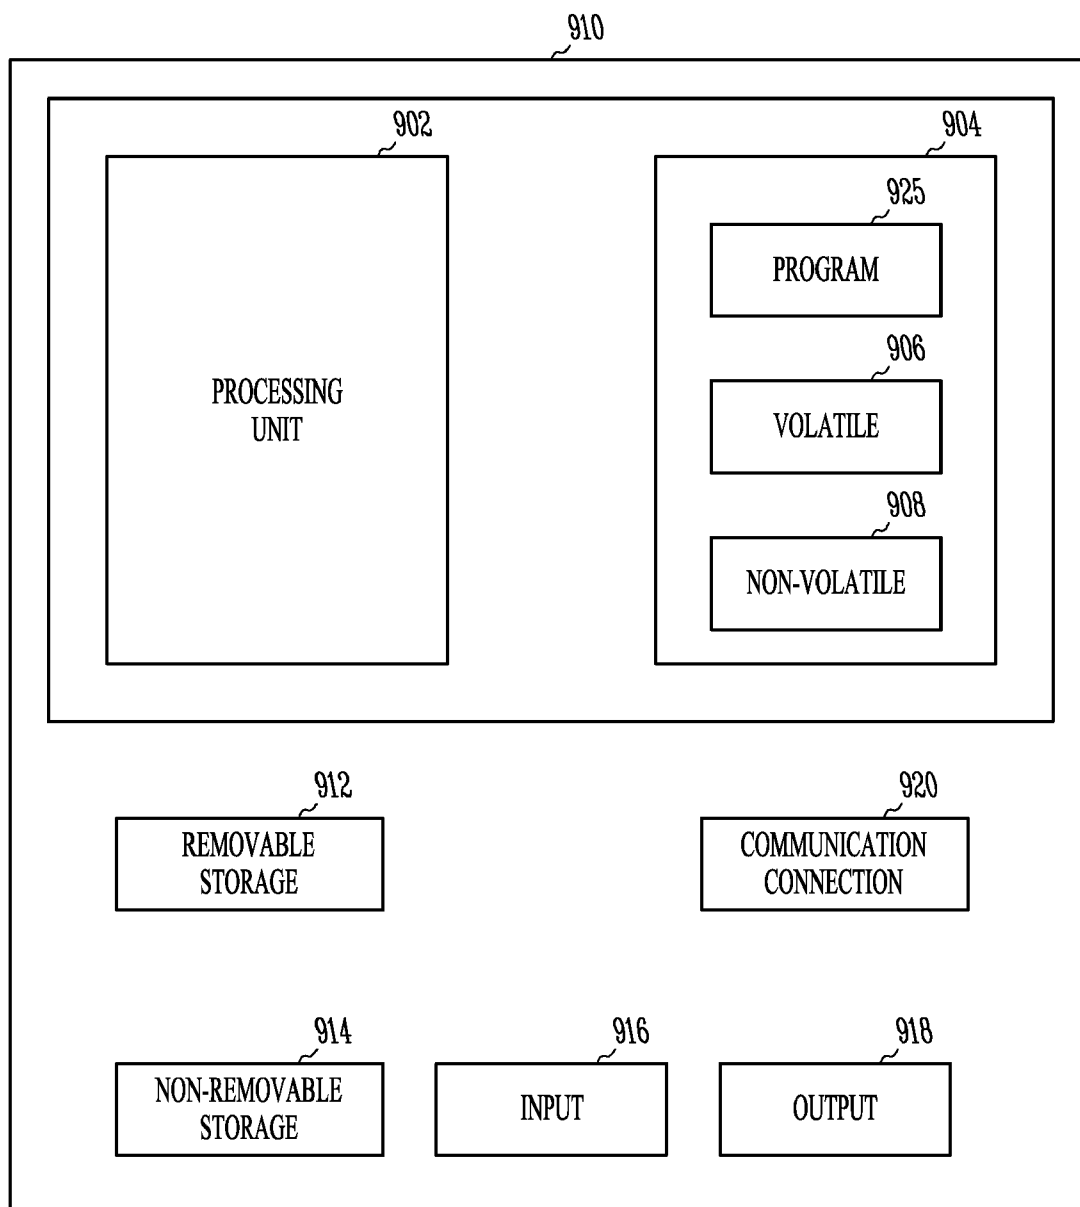 910
902
904
925
PROGRAM
906
VOLATILE
PROCESSING
UNIT
908
NON-VOLATILE
912
REMOVABLE
STORAGE
920
COMMUNICATION
CONNECTION
914
NON-REMOVABLE
STORAGE
916
INPUT
918
OUTPUT